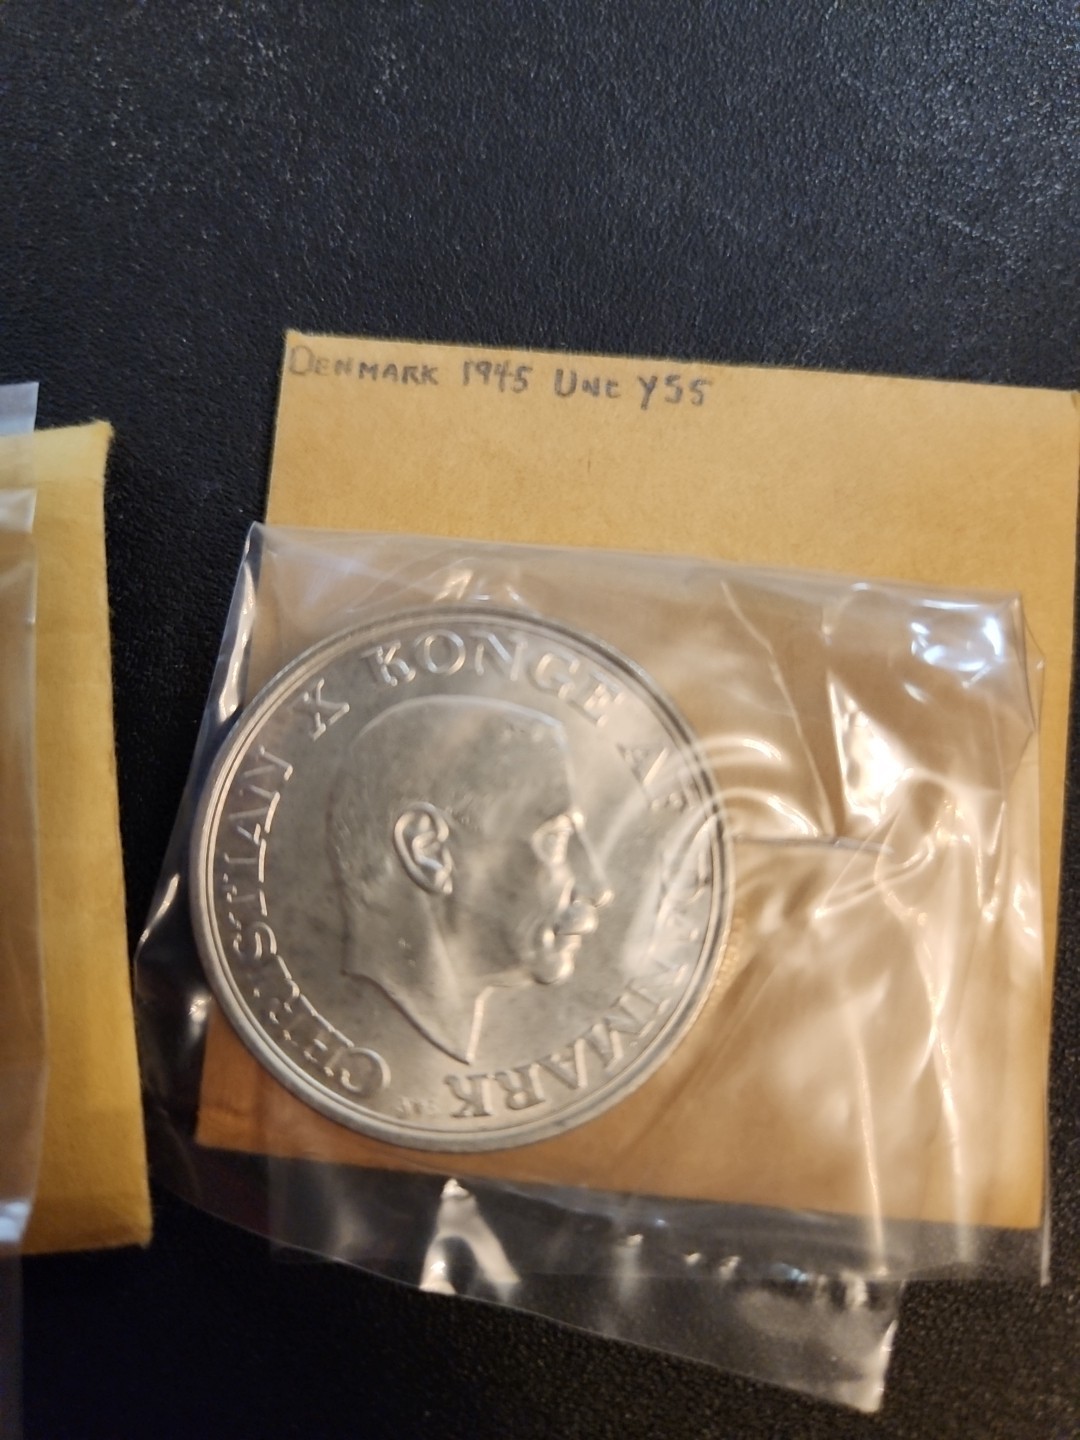 DENMARK 1945 UNC Y55
CHRISTIAN X KONGE AF DANMARK